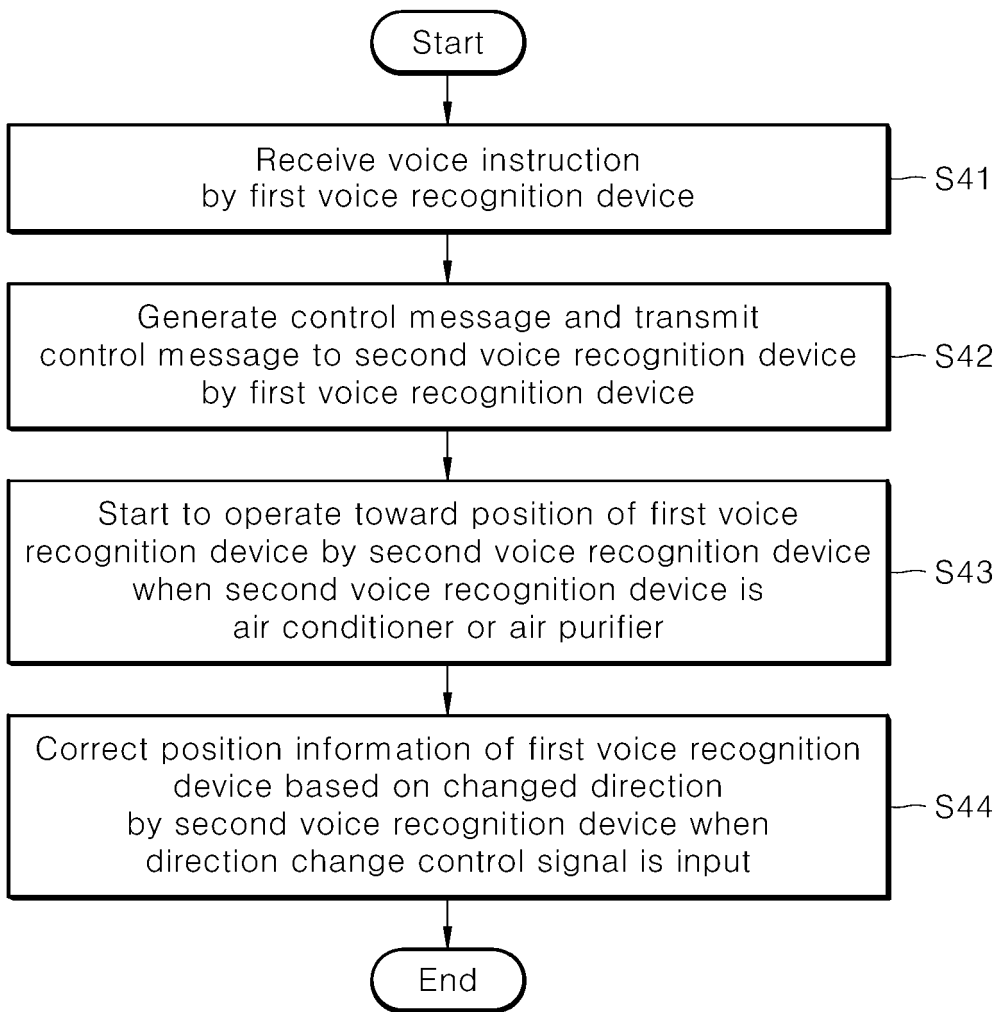 Start
Receive voice instruction
by first voice recognition device
S41
Generate control message and transmit
control message to second voice recognition device
by first voice recognition device
S42
Start to operate toward position of first voice
recognition device by second voice recognition device
when second voice recognition device is
air conditioner or air purifier
S43
Correct position information of first voice recognition
device based on changed direction
by second voice recognition device when
direction change control signal is input
S44
End